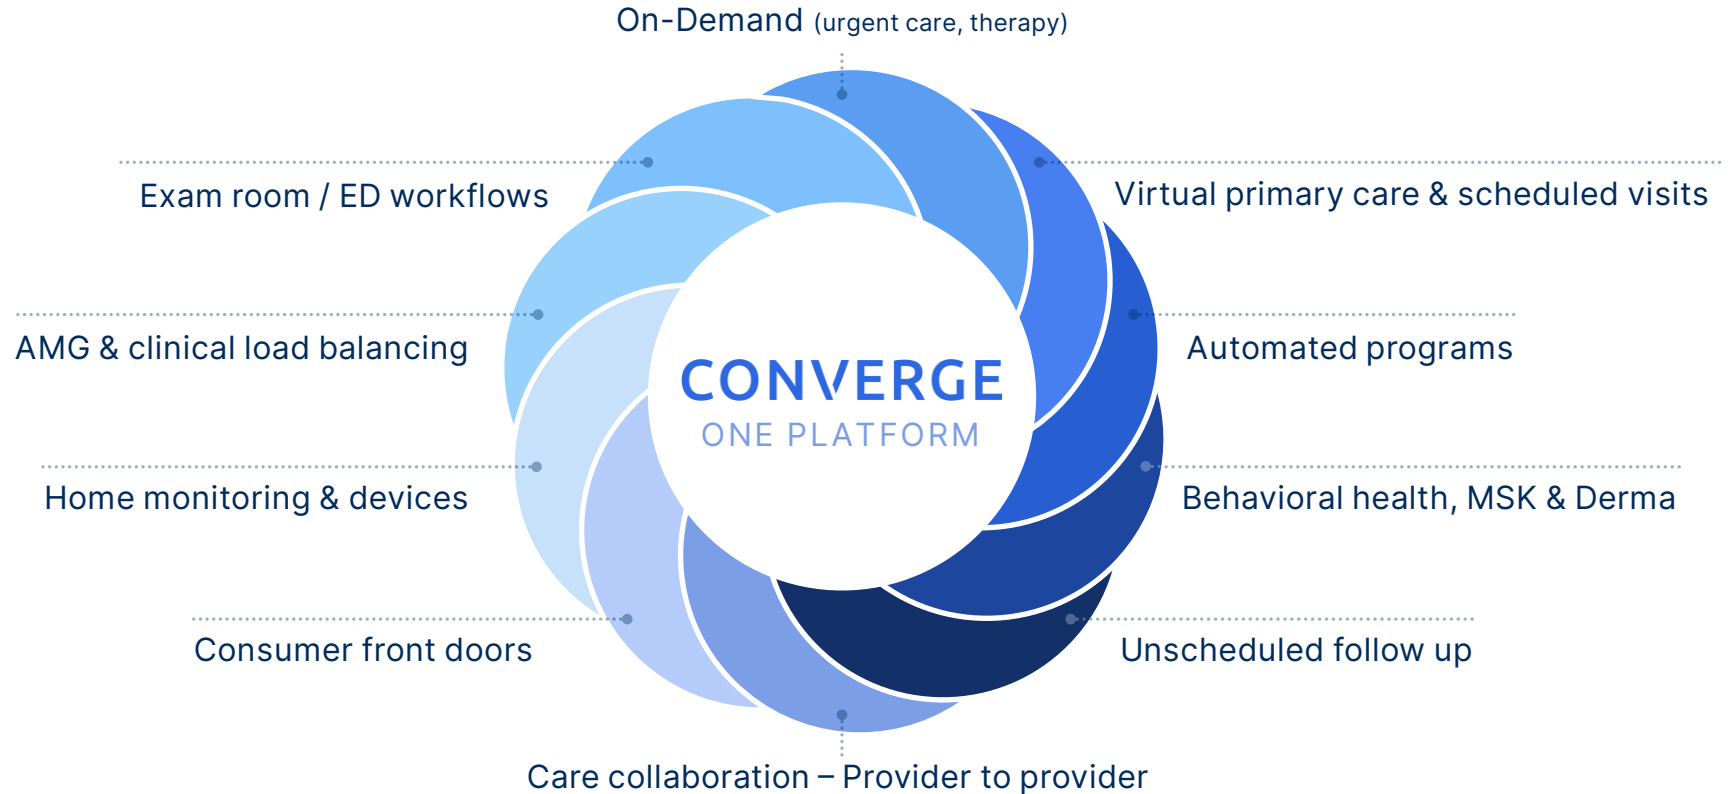 On-Demand (urgent care, therapy)
Exam room / ED workflows
Virtual primary care & scheduled visits
AMG & clinical load balancing
Automated programs
CONVERGE
ONE PLATFORM
Home monitoring & devices
Behavioral health, MSK & Derma
Consumer front doors
Unscheduled follow up
Care collaboration – Provider to provider